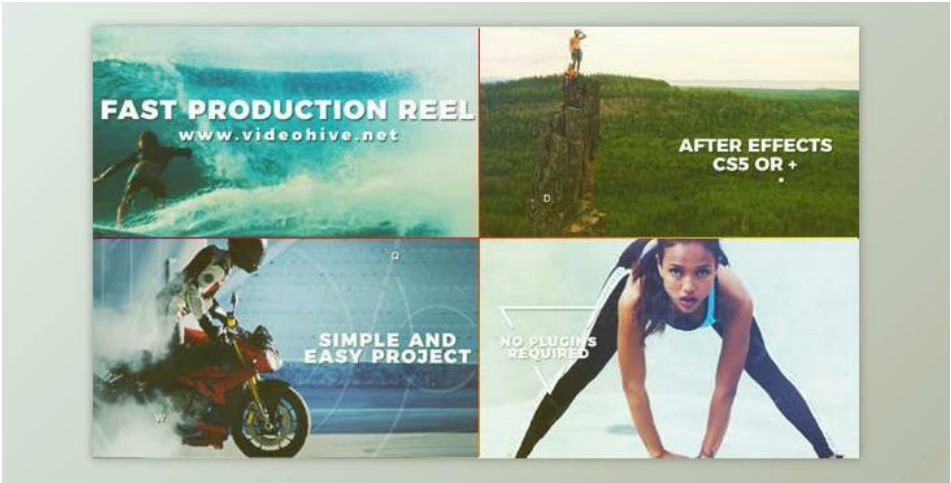 FAST PRODUCTION REEL
www.videohive.net
AFTER EFFECTS
CS5 OR +
D
Q
SIMPLE AND
EASY PROJECT
W
NO PLUGINS
REQUIRED